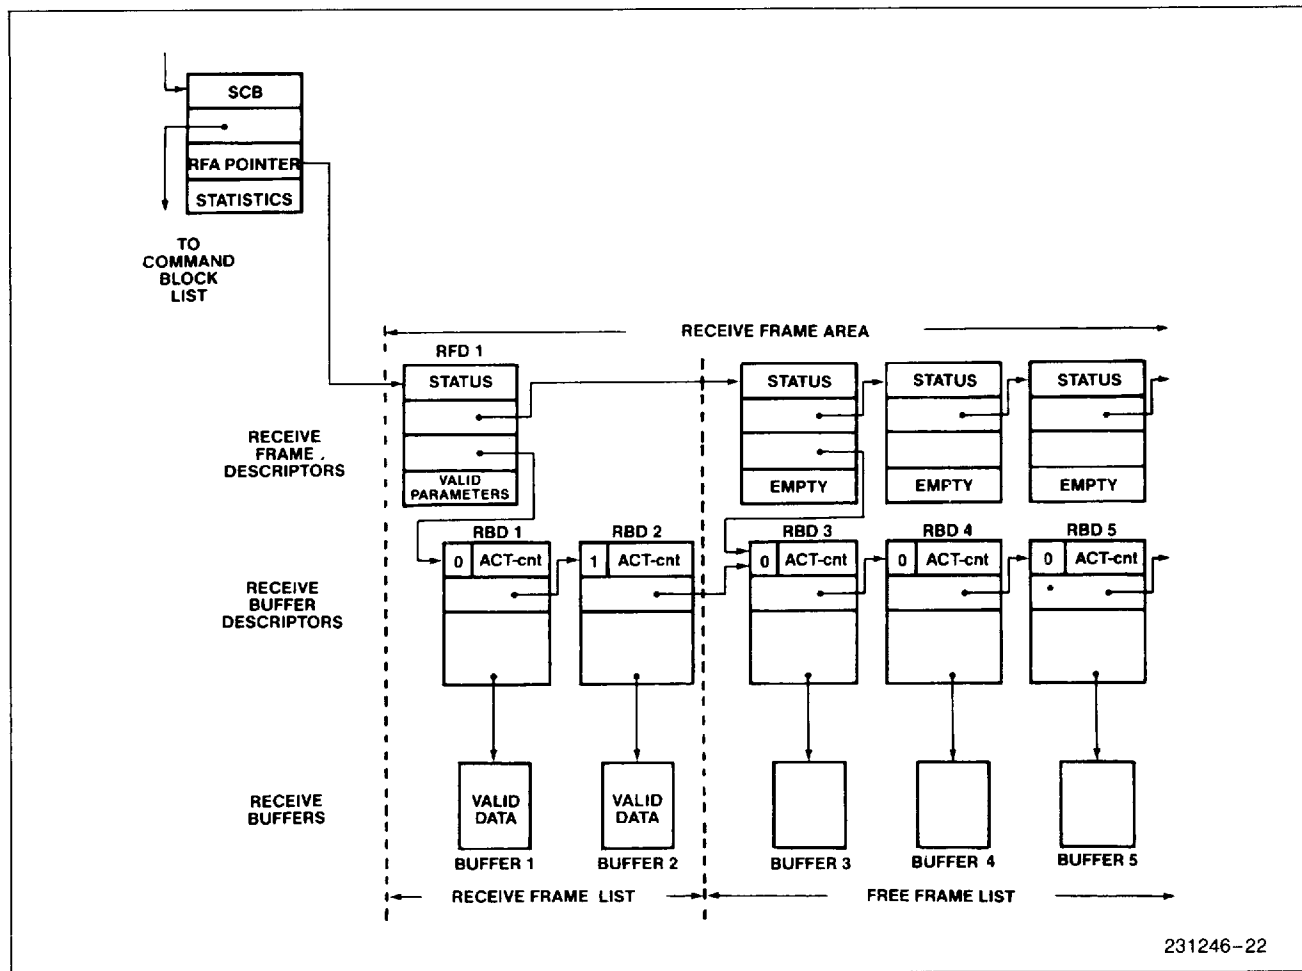 SCB
RFA POINTER
STATISTICS
TO
COMMAND
BLOCK
LIST
RECEIVE FRAME AREA
RFD 1
STATUS
STATUS
STATUS
STATUS
RECEIVE
FRAME
DESCRIPTORS
VALID
PARAMETERS
EMPTY
EMPTY
EMPTY
RBD 1
RBD 2
RBD 3
RBD 4
RBD 5
0 ACT-cnt
1 ACT-cnt
0 ACT-cnt
0 ACT-cnt
0 ACT-cnt
RECEIVE
BUFFER
DESCRIPTORS
RECEIVE
BUFFERS
VALID
DATA
VALID
DATA
BUFFER 1
BUFFER 2
BUFFER 3
BUFFER 4
BUFFER 5
RECEIVE FRAME LIST
FREE FRAME LIST
231246-22